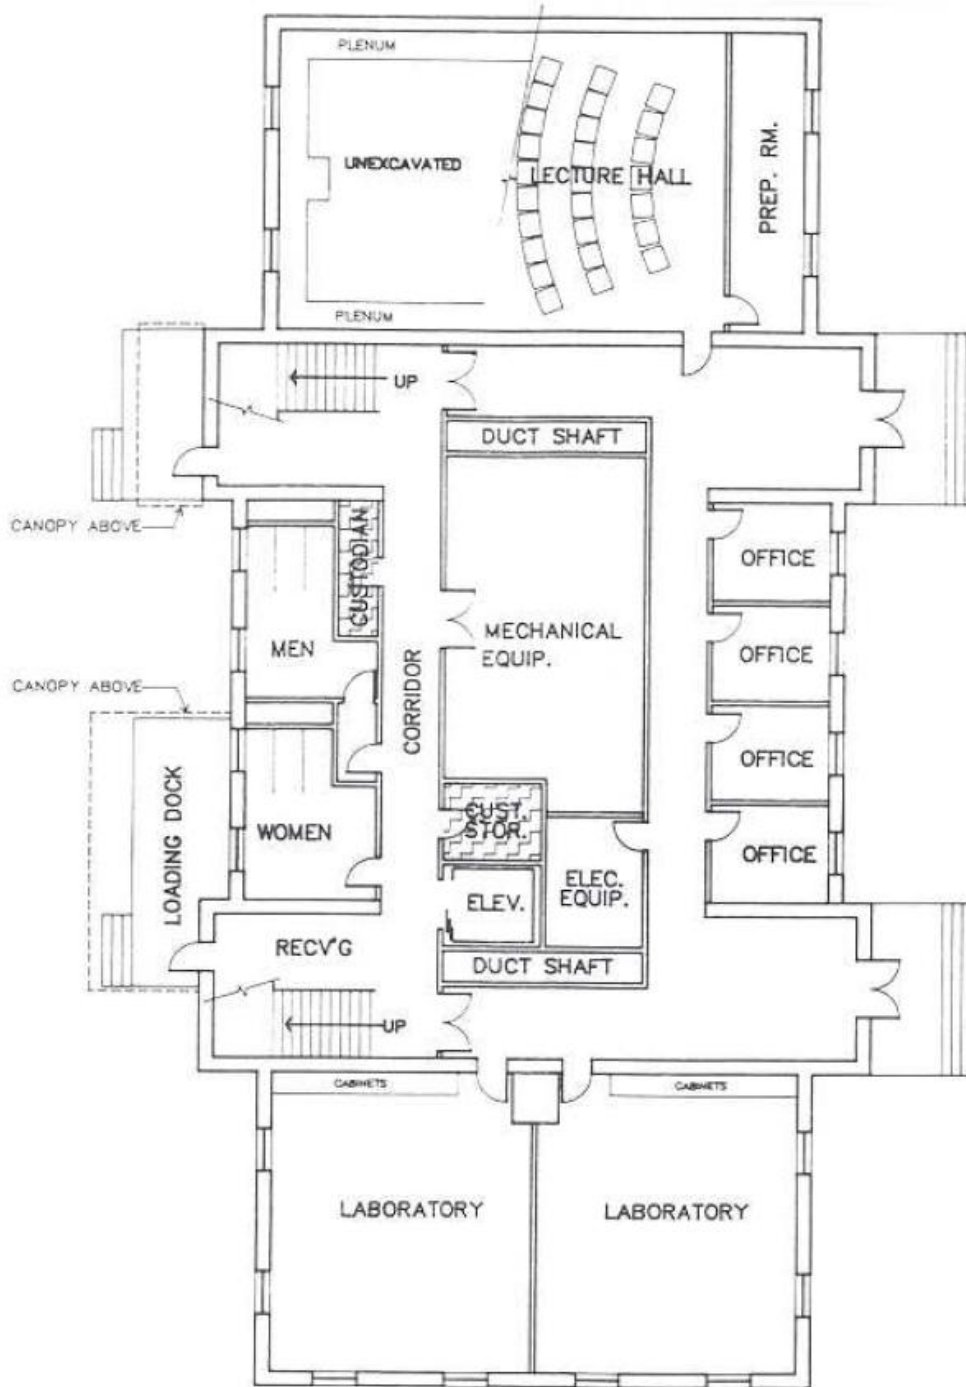 PLENUM
UNEXCAVATED
LECTURE HALL
PREP. RM.
PLENUM
UP
DUCT SHAFT
CANOPY ABOVE
CUSTODIAN
OFFICE
MEN
MECHANICAL
EQUIP.
OFFICE
CANOPY ABOVE
CORRIDOR
OFFICE
LOADING DOCK
WOMEN
CUST.
STOR.
OFFICE
ELEV.
ELEC.
EQUIP.
RECV'G
DUCT SHAFT
UP
CABINETS
CABINETS
LABORATORY
LABORATORY